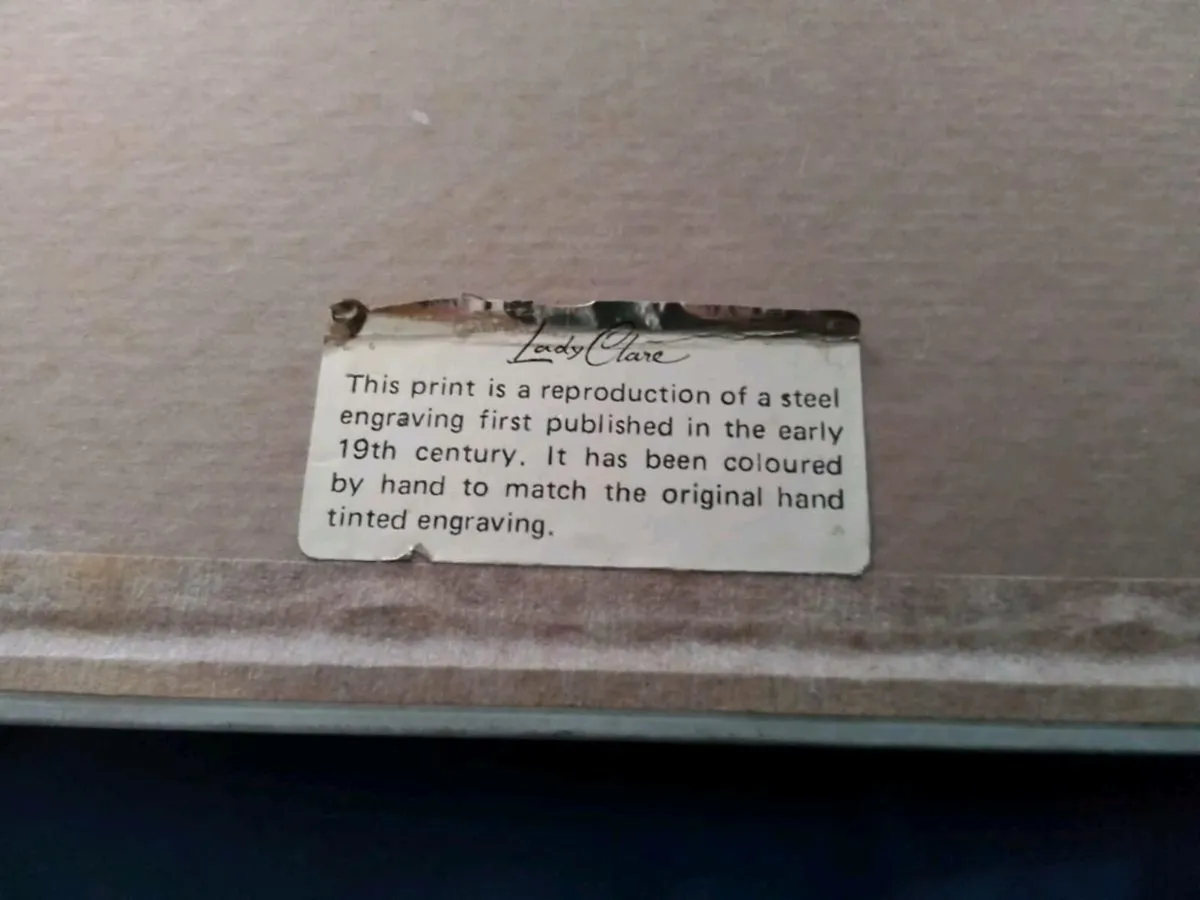 Lady Clare
This print is a reproduction of a steel
engraving first published in the early
19th century. It has been coloured
by hand to match the original hand
tinted engraving.